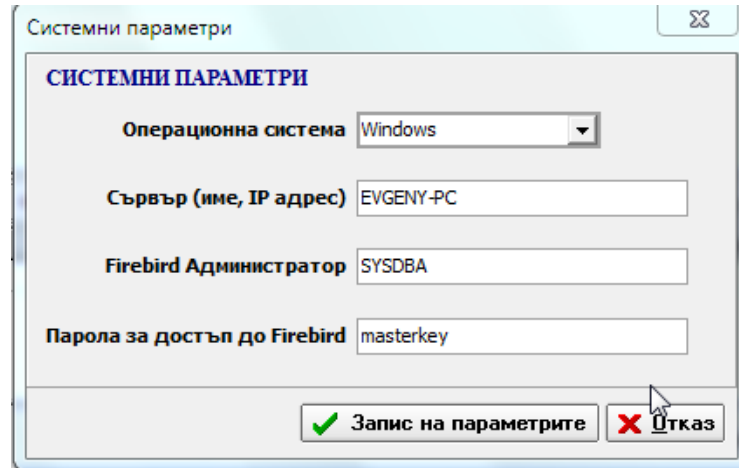 Системни параметри
СИСТЕМНИ ПАРАМЕТРИ
Операционна система Windows
Сървър (име, IP адрес) EVGENY-PC
Firebird Администратор SYSDBA
Парола за достъп до Firebird masterkey
Запис на параметрите Отказ